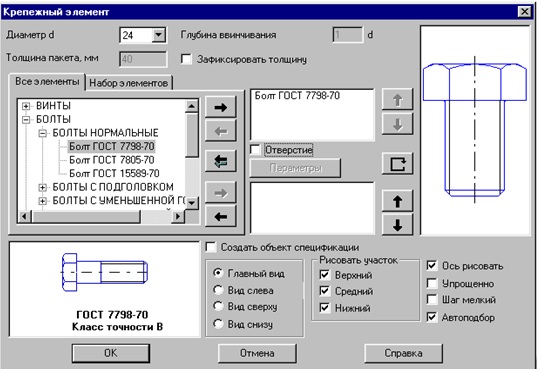 Крепежный элемент
Диаметр d 24 Глубина ввинчивания 1 d
Толщина пакета, мм 40 Зафиксировать толщину
Все элементы Набор элементов
ВИНТЫ
БОЛТЫ
БОЛТЫ НОРМАЛЬНЫЕ
Болт ГОСТ 7798-70
Болт ГОСТ 7805-70
Болт ГОСТ 15589-70
БОЛТЫ С ПОДГОЛОВКОМ
БОЛТЫ С УМЕНЬШЕННОЙ ГО
Болт ГОСТ 7798-70
Отверстие
Параметры
ГОСТ 7798-70
Класс точности В
Создать объект спецификации
Главный вид
Вид слева
Вид сверху
Вид снизу
Рисовать участок
Верхний
Средний
Нижний
Ось рисовать
Упрощенно
Шаг мелкий
Автоподбор
OK Отмена Справка